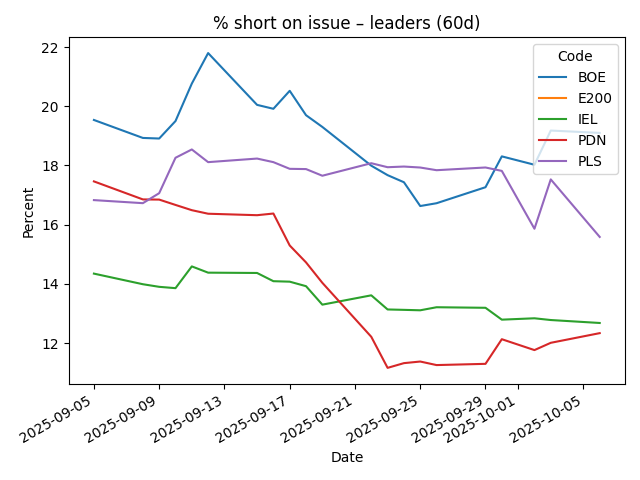 % short on issue – leaders (60d)
Percent
22
20
18
16
14
12
Code
BOE
E200
IEL
PDN
PLS
2025-09-05
2025-09-09
2025-09-13
2025-09-17
2025-09-21
2025-09-25
2025-09-29
2025-10-01
2025-10-05
Date